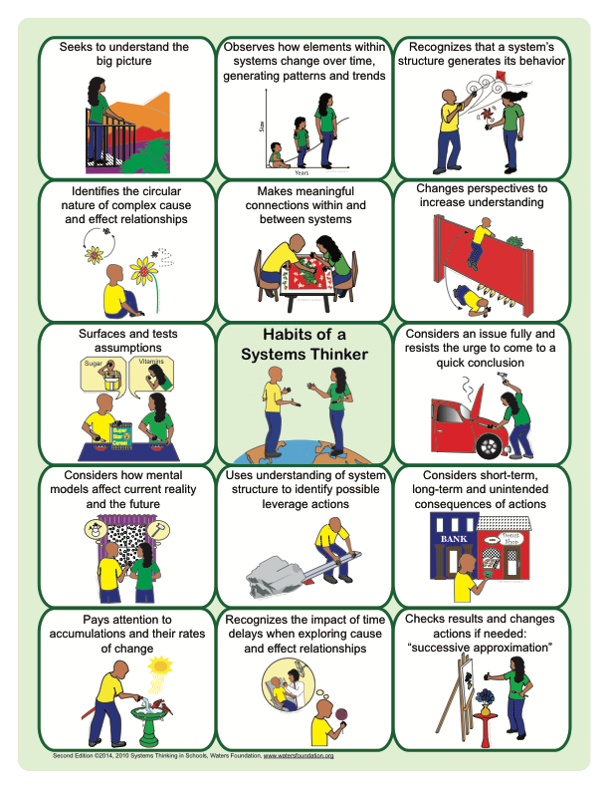 Seeks to understand the
big picture
Observes how elements within
systems change over time,
generating patterns and trends
Size
Years
Recognizes that a system's
structure generates its behavior
Identifies the circular
nature of complex cause
and effect relationships
Makes meaningful
connections within and
between systems
Changes perspectives to
increase understanding
Surfaces and tests
assumptions
Sugar
Vitamins
Super
Star
Cereal
Habits of a
Systems Thinker
Considers an issue fully and
resists the urge to come to a
quick conclusion
Considers how mental
models affect current reality
and the future
Uses understanding of system
structure to identify possible
leverage actions
Considers short-term,
long-term and unintended
consequences of actions
BANK
Pays attention to
accumulations and their rates
of change
Recognizes the impact of time
delays when exploring cause
and effect relationships
Checks results and changes
actions if needed:
“successive approximation”
Second Edition ©2014, 2010 Systems Thinking in Schools, Waters Foundation, www.watersfoundation.org